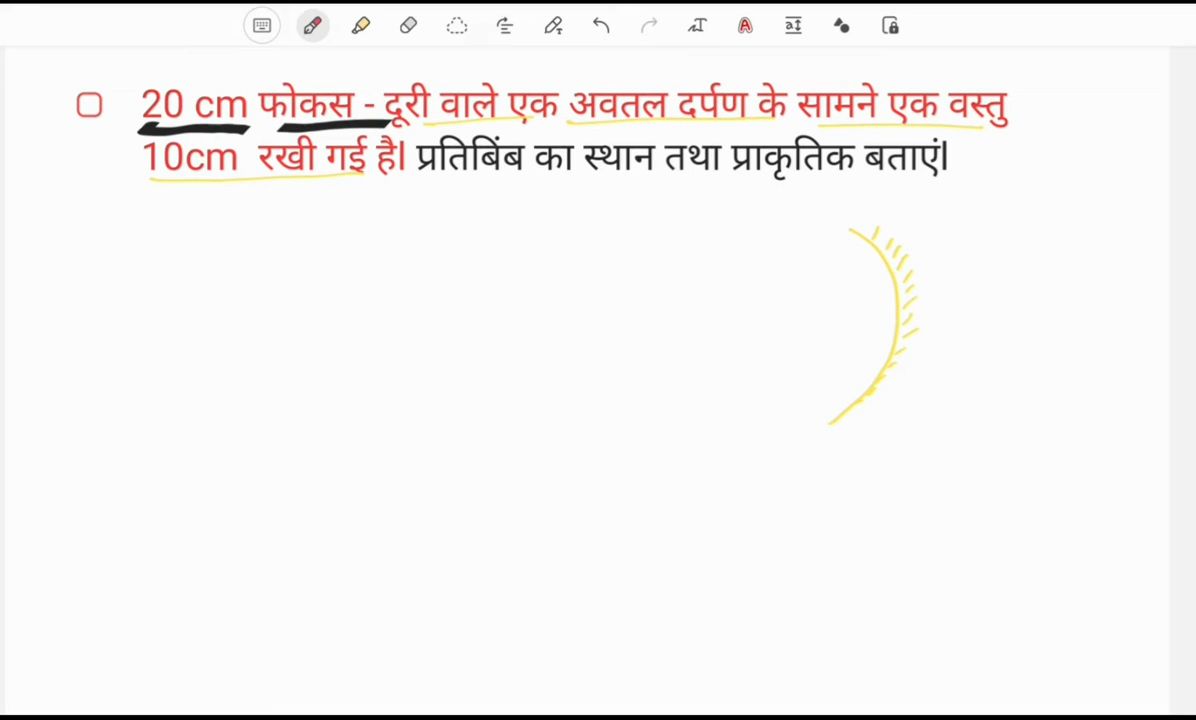 20 cm फोकस - दूरी वाले एक अवतल दर्पण के सामने एक वस्तु
10cm रखी गई है। प्रतिबिंब का स्थान तथा प्राकृतिक बताएं।